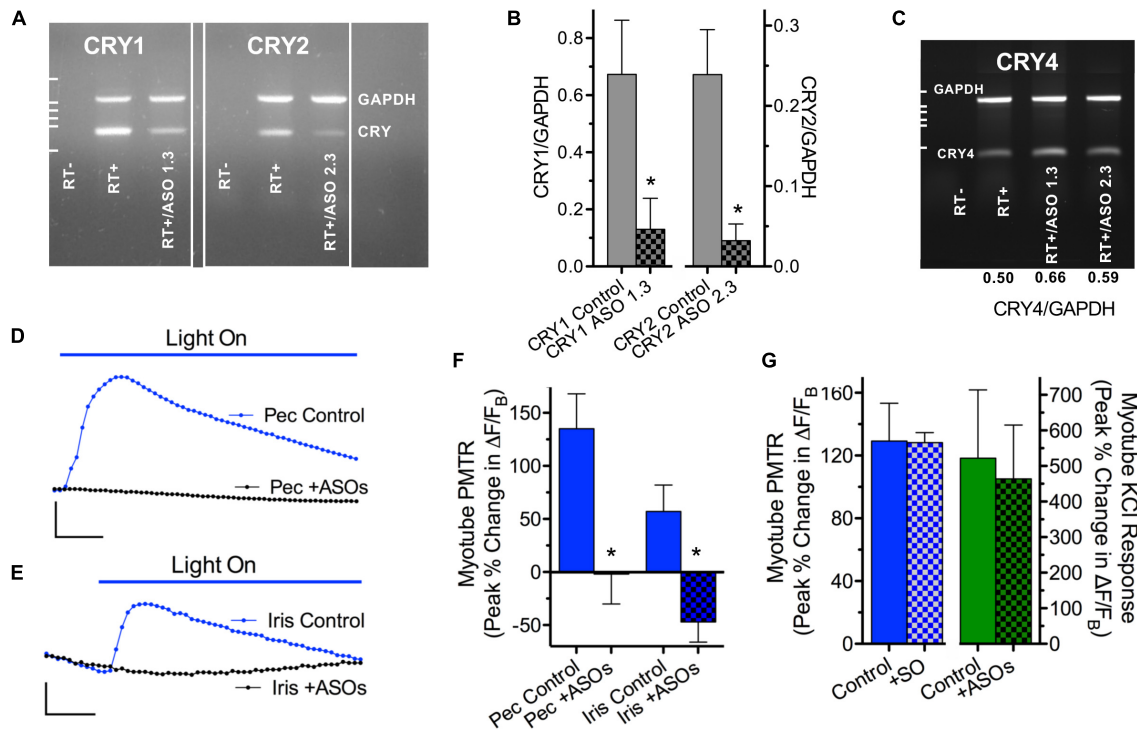 A
CRY1
CRY2
GAPDH
CRY
RT-
RT+
RT+/ASO 1.3
RT-
RT+
RT+/ASO 2.3
B
CRY1/GAPDH
0.8
0.6
0.4
0.2
0.0
*
*
0.3
0.2
0.1
0.0
CRY2/GAPDH
CRY1 Control
CRY1 ASO 1.3
CRY2 Control
CRY2 ASO 2.3
C
CRY4
GAPDH
CRY4
RT-
RT+
RT+/ASO 1.3
RT+/ASO 2.3
0.50 0.66 0.59
CRY4/GAPDH
D
Light On
Pec Control
Pec +ASOs
E
Light On
Iris Control
Iris +ASOs
F
Myotube PMTR
(Peak % Change in ΔF/FB)
150
100
50
0
-50
*
*
Pec Control
Pec +ASOs
Iris Control
Iris +ASOs
G
Myotube PMTR
(Peak % Change in ΔF/FB)
160
120
80
40
0
700
600
500
400
300
200
100
0
Myotube KCl Response
(Peak % Change in ΔF/FB)
Control
+SO
Control
+ASOs